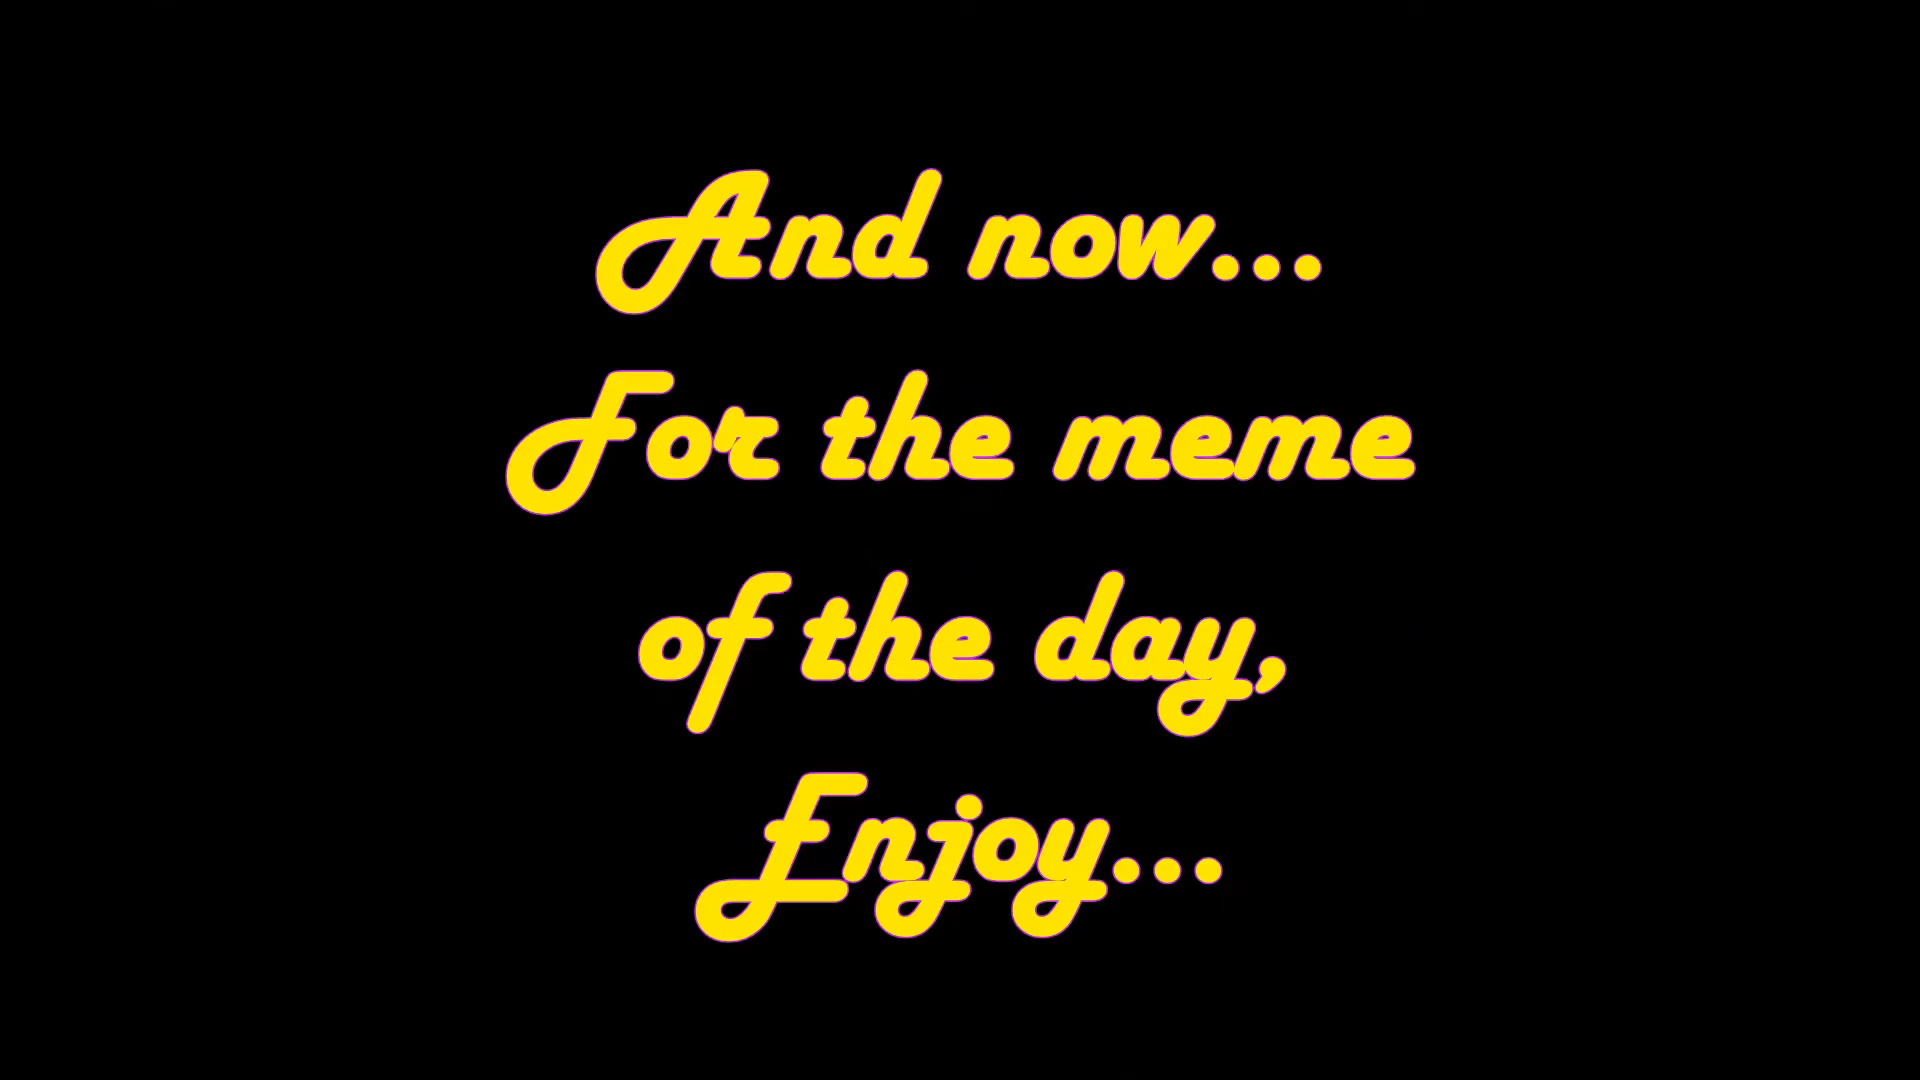 And now...
For the meme
of the day,
Enjoy...